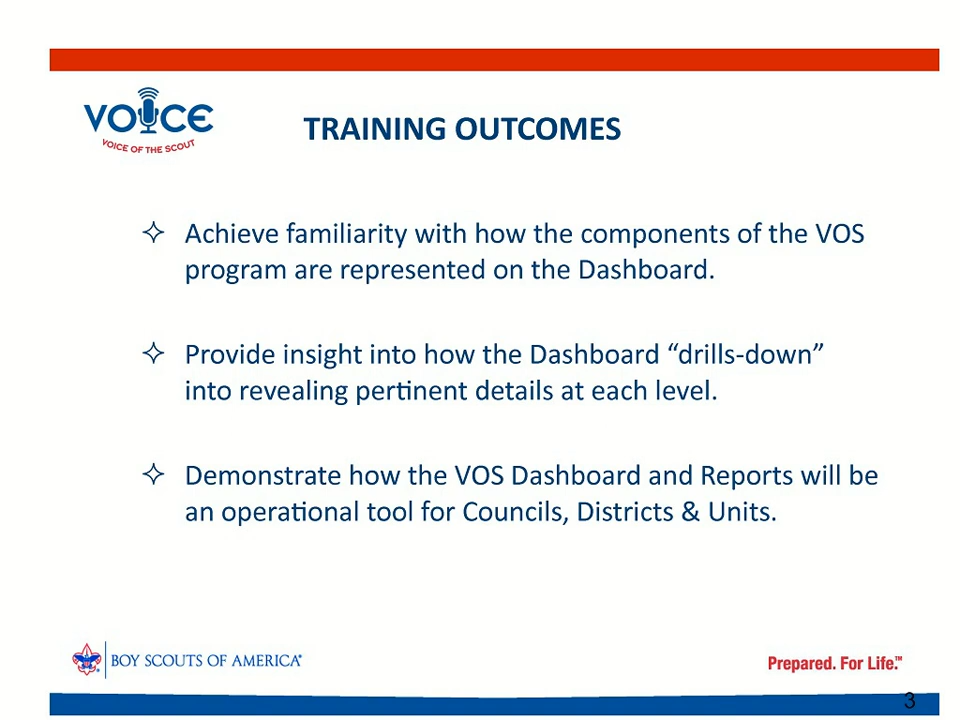 VOICE
VOICE OF THE SCOUT
TRAINING OUTCOMES
✧ Achieve familiarity with how the components of the VOS
program are represented on the Dashboard.
✧ Provide insight into how the Dashboard “drills-down”
into revealing pertinent details at each level.
✧ Demonstrate how the VOS Dashboard and Reports will be
an operational tool for Councils, Districts & Units.
BOY SCOUTS OF AMERICA®
Prepared. For Life.™
3